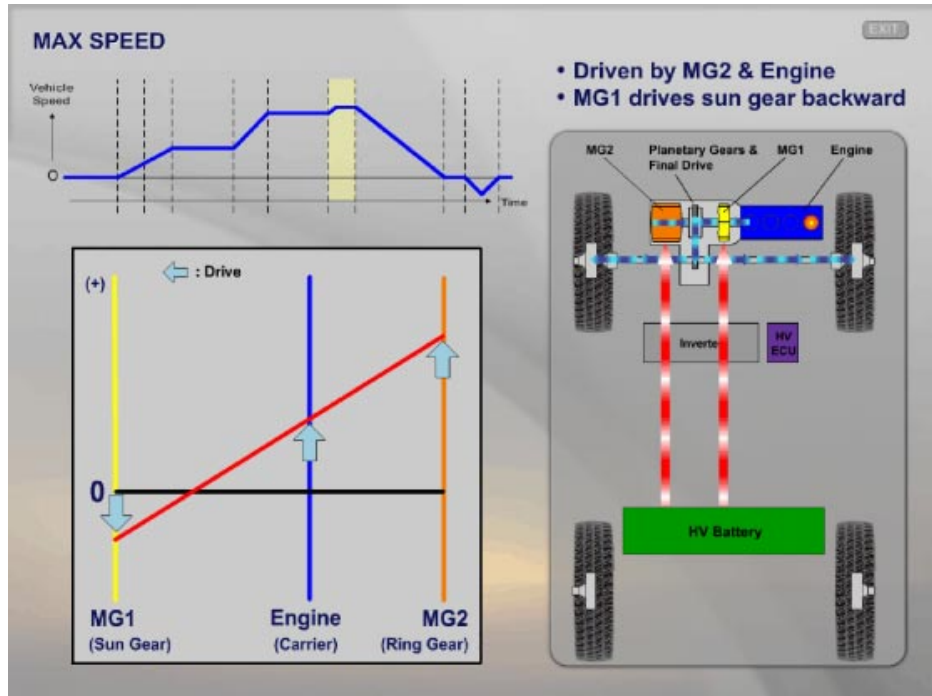 MAX SPEED
EXIT
Vehicle
Speed
O
Time
• Driven by MG2 & Engine
• MG1 drives sun gear backward
MG2
Planetary Gears &
Final Drive
MG1
Engine
Inverte
HV
ECU
HV Battery
(+)
: Drive
0
MG1
(Sun Gear)
Engine
(Carrier)
MG2
(Ring Gear)